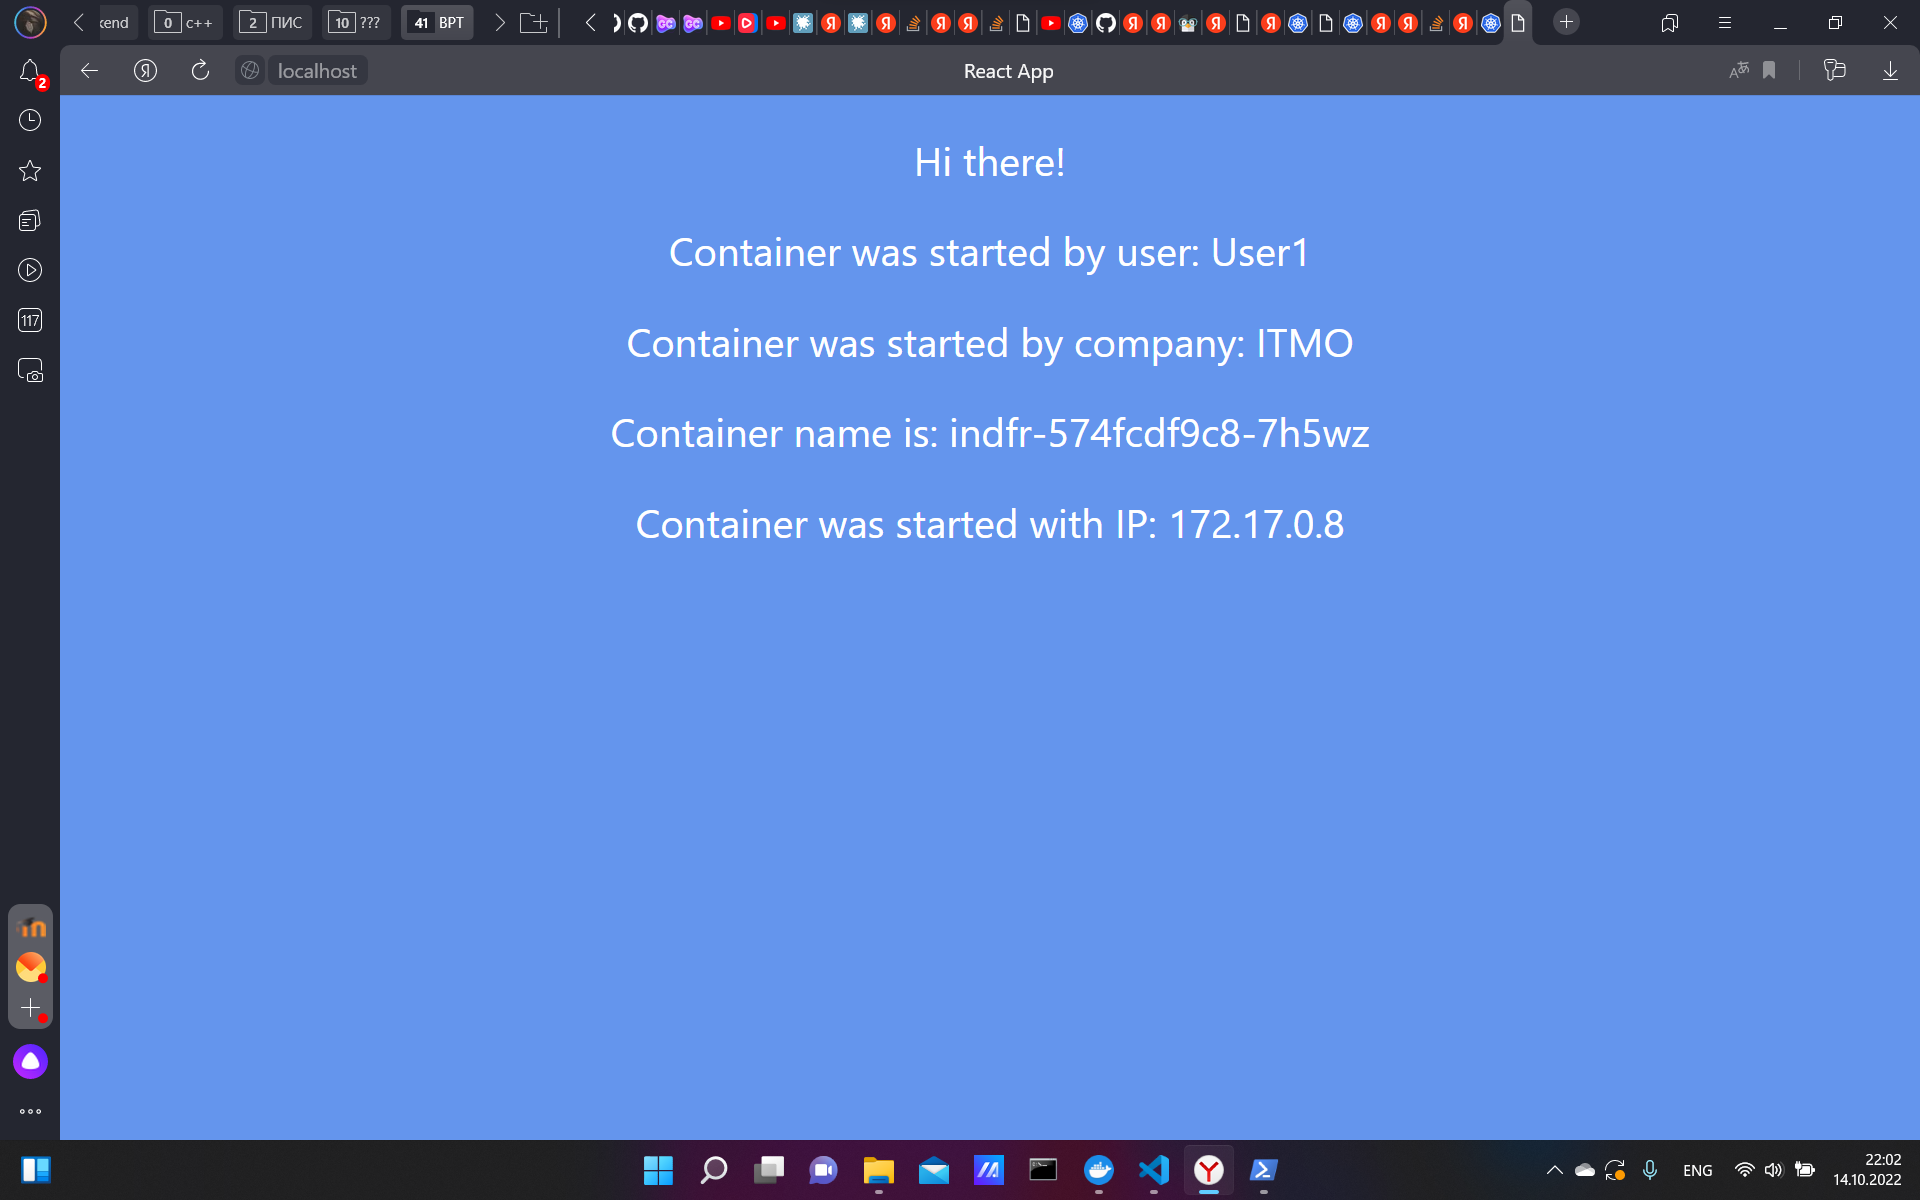 kend
0 c++
2 ПИС
10 ???
41 ВРТ
2
localhost
React App
117
Hi there!
Container was started by user: User1
Container was started by company: ITMO
Container name is: indfr-574fcdf9c8-7h5wz
Container was started with IP: 172.17.0.8
ENG
22:02
14.10.2022